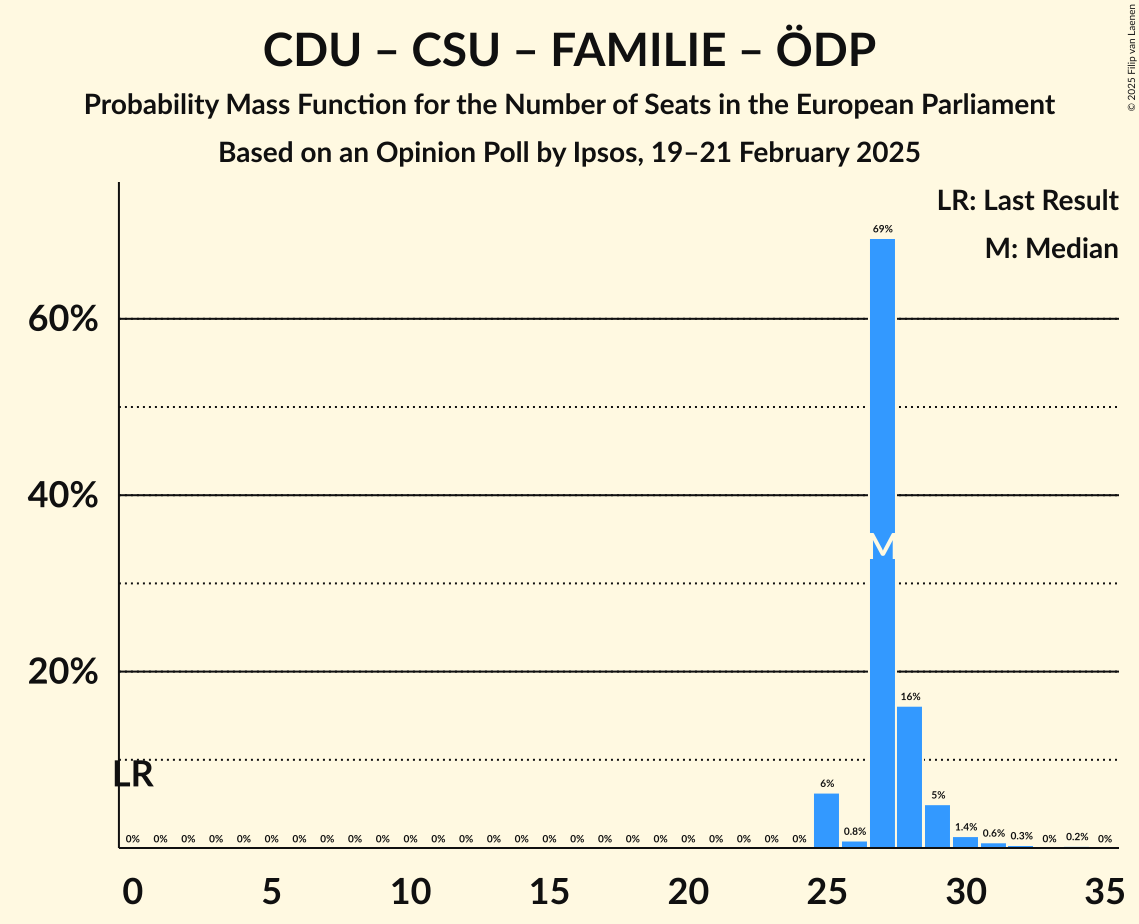 CDU – CSU – FAMILIE – ÖDP
Probability Mass Function for the Number of Seats in the European Parliament
Based on an Opinion Poll by Ipsos, 19–21 February 2025
© 2025 Filip van Laenen
LR: Last Result
M: Median
60%
40%
20%
LR
M
0% 0% 0% 0% 0% 0% 0% 0% 0% 0% 0% 0% 0% 0% 0% 0% 0% 0% 0% 0% 0% 0% 0% 0% 0% 6% 0.8% 69% 16% 5% 1.4% 0.6% 0.3% 0% 0.2% 0%
0 5 10 15 20 25 30 35